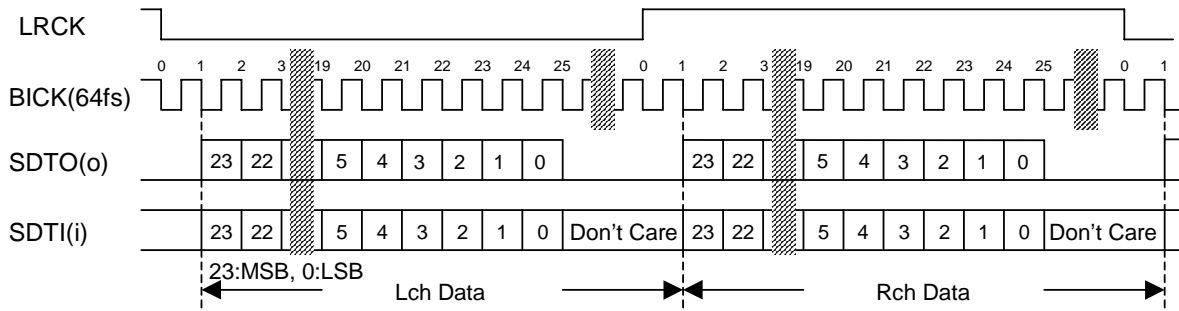 LRCK
0 1 2 3 19 20 21 22 23 24 25 0 1 2 3 19 20 21 22 23 24 25 0 1
BICK(64fs)
SDTO(o) 23 22 5 4 3 2 1 0 23 22 5 4 3 2 1 0
SDTI(i) 23 22 5 4 3 2 1 0 Don't Care 23 22 5 4 3 2 1 0 Don't Care
23:MSB, 0:LSB
Lch Data Rch Data